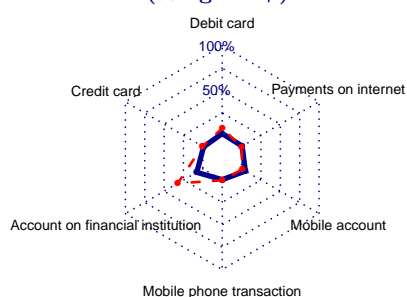 Debit card
100%
Credit card
50%
Payments on internet
Account on financial institution
Mobile account
Mobile phone transaction